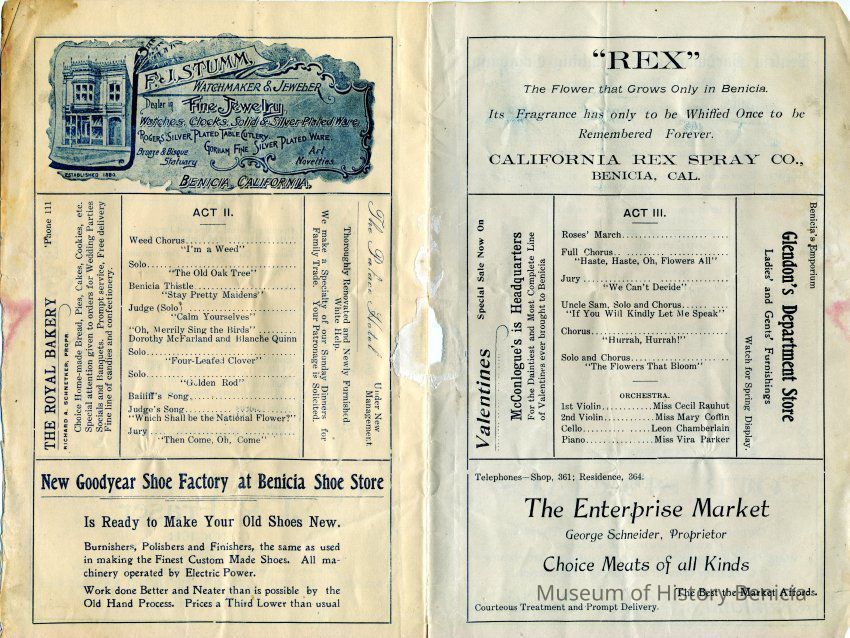 F. & I. STUMM,
WATCHMAKER & JEWELER
Dealer in Fine Jewelry
Watches, Clocks, Solid & Silver Plated Ware.
ROGERS' SILVER PLATED TABLE CUTLERY
GORHAM FINE SILVER PLATED WARE.
Bronze & Bisque Statuary
Art Novelties.
ESTABLISHED 1880.
BENICIA, CALIFORNIA.
THE ROYAL BAKERY 'Phone 111
RICHARD A. SCHNETKER, PROPR
Choice Home-made Bread, Pies, Cakes, Cookies, etc.
Special attention given to orders for Wedding Parties
Socials and Banquets. Prompt service. Free delivery
Fine line of candies and confectionery.
ACT II.
Weed Chorus
"I'm a Weed"
Solo
"The Old Oak Tree"
Benicia Thistle
"Stay Pretty Maidens"
Judge (Solo)
"Calm Yourselves"
"Oh, Merrily Sing the Birds"
Dorothy McFarland and Blanche Quinn
Solo
"Four-Leafed Clover"
Solo
"Golden Rod"
Bailiff's Song
Judge's Song
"Which Shall be the National Flower?"
Jury
"Then Come, Oh, Come"
The Palace Hotel
Under New Management
Thoroughly Renovated and Newly Furnished
White Help.
We make a Specialty of our Sunday Dinners for
Family Trade. Your Patronage is Solicited.
New Goodyear Shoe Factory at Benicia Shoe Store
Is Ready to Make Your Old Shoes New.
Burnishers, Polishers and Finishers, the same as used
in making the Finest Custom Made Shoes. All ma-
chinery operated by Electric Power.
Work done Better and Neater than is possible by the
Old Hand Process. Prices a Third Lower than usual
"REX"
The Flower that Grows Only in Benicia.
Its Fragrance has only to be Whiffed Once to be
Remembered Forever.
CALIFORNIA REX SPRAY CO.,
BENICIA, CAL.
Valentines Special Sale Now On
McConlogue's is Headquarters
For the Daintiest and Most Complete Line
of Valentines ever brought to Benicia
ACT III.
Roses' March
Full Chorus
"Haste, Haste, Oh, Flowers All"
Jury
"We Can't Decide"
Uncle Sam, Solo and Chorus
"If You Will Kindly Let Me Speak"
Chorus
"Hurrah, Hurrah!"
Solo and Chorus
"The Flowers That Bloom"
ORCHESTRA.
1st Violin Miss Cecil Rauhut
2nd Violin Miss Mary Coffin
Cello Leon Chamberlain
Piano Miss Vira Parker
Benicia's Emporium
Glendon's Department Store
Ladies' and Gents' Furnishings
Watch for Spring Display.
Telephones—Shop, 361; Residence, 364.
The Enterprise Market
George Schneider, Proprietor
Choice Meats of all Kinds
The Best the Market Affords.
Courteous Treatment and Prompt Delivery.
Museum of History Benicia